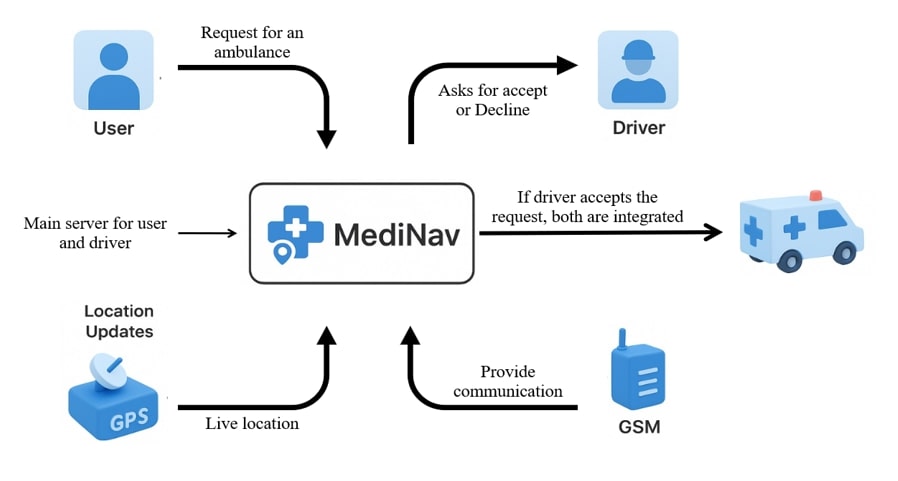 Request for an
ambulance
User
Asks for accept
or Decline
Driver
Main server for user
and driver
MediNav
If driver accepts the
request, both are integrated
Location
Updates
GPS
Live location
Provide
communication
GSM